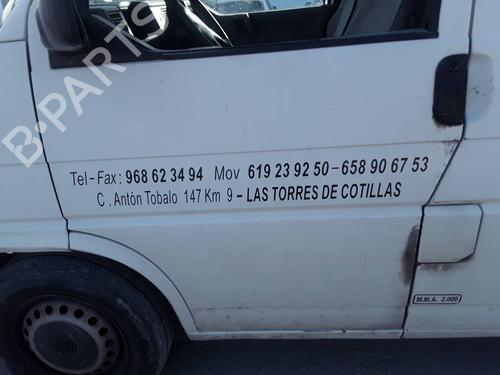 B-PARTS
Tel-Fax: 968 62 34 94 Mov 619 23 92 50-658 90 67 53
C. Antón Tobalo 147 Km 9 - LAS TORRES DE COTILLAS
M.M.A. 2.000